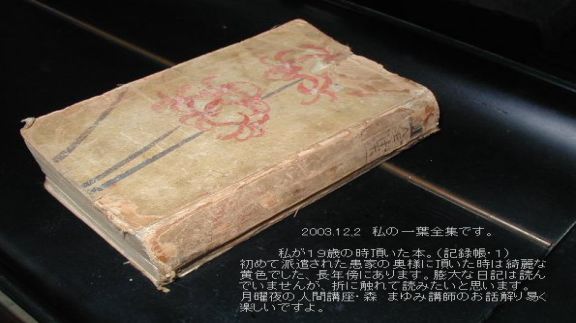 2003.12.2 私の一葉全集です。
私が１９歳の時頂いた本。（記録帳・１）
初めて派遣された患家の奥様に頂いた時は綺麗な
黄色でした、長年傍にあります。膨大な日記は読ん
でいませんが、折に触れて読みたいと思います。
月曜夜の人間講座・森　まゆみ講師のお話解り易く
楽しいですよ。